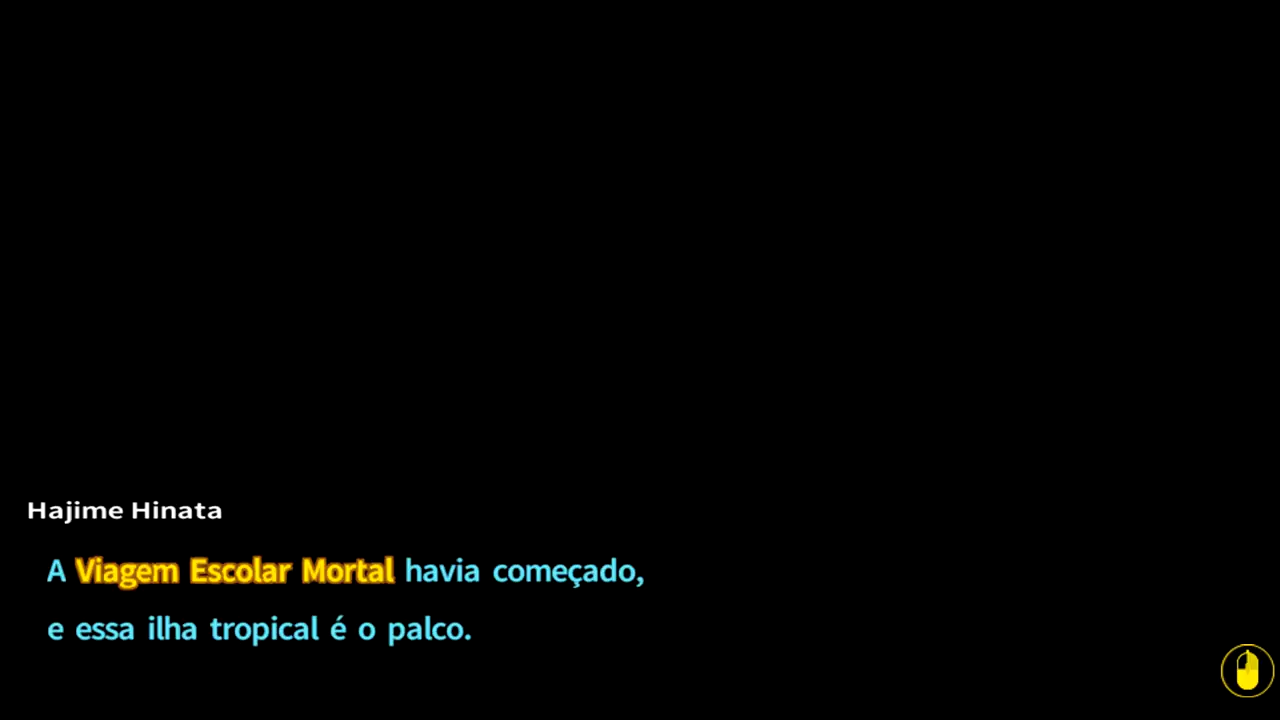 Hajime Hinata
A Viagem Escolar Mortal havia começado,
e essa ilha tropical é o palco.